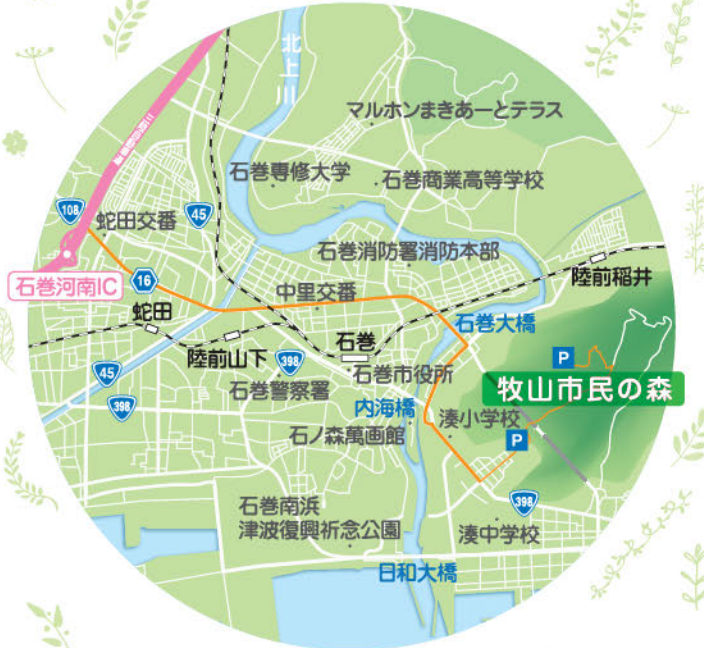 北上川
マルホンまきあーとテラス
三陸自動車道
石巻専修大学
石巻商業高等学校
108
蛇田交番
45
石巻消防署消防本部
石巻河南IC
16
中里交番
陸前稲井
蛇田
石巻大橋
陸前山下
398
石巻
P
45
石巻警察署
石巻市役所
牧山市民の森
398
内海橋
湊小学校
石ノ森萬画館
P
石巻南浜
津波復興祈念公園
398
湊中学校
日和大橋